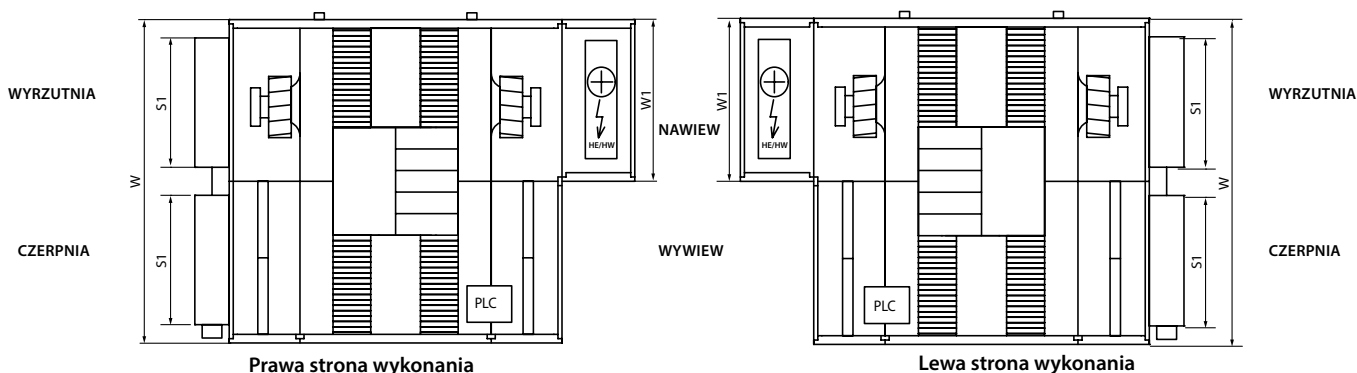 WYRZUTNIA
CZERPNIA
W
S1
S1
HE/HW
W1
PLC
Prawa strona wykonania
NAWIEW
WYWIEW
W1
HE/HW
PLC
S1
S1
W
Lewa strona wykonania
WYRZUTNIA
CZERPNIA